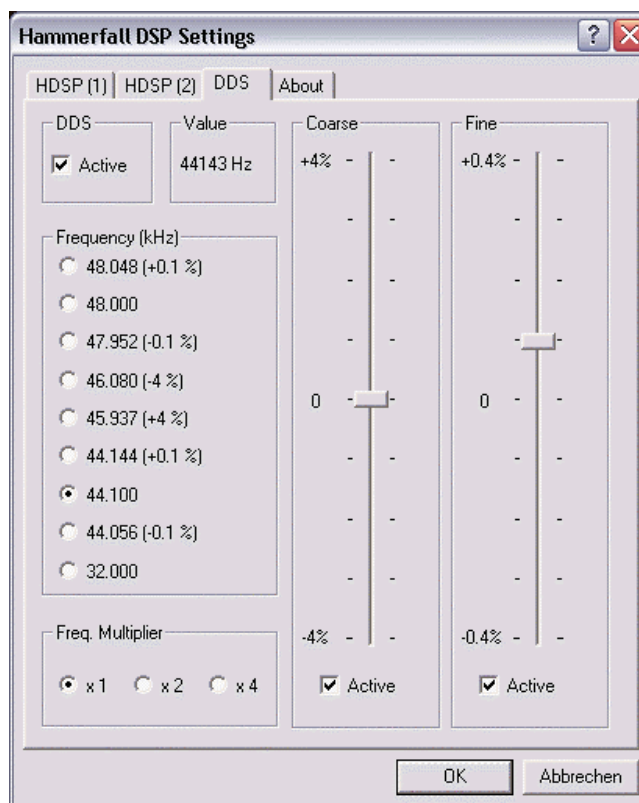 Hammerfall DSP Settings
HDSP (1) HDSP (2) DDS About
DDS
Active
Value
44143 Hz
Frequency (kHz)
48.048 (+0.1 %)
48.000
47.952 (-0.1 %)
46.080 (-4 %)
45.937 (+4 %)
44.144 (+0.1 %)
44.100
44.056 (-0.1 %)
32.000
Freq. Multiplier
x 1 x 2 x 4
Coarse
+4%
0
-4%
Active
Fine
+0.4%
0
-0.4%
Active
OK Abbrechen